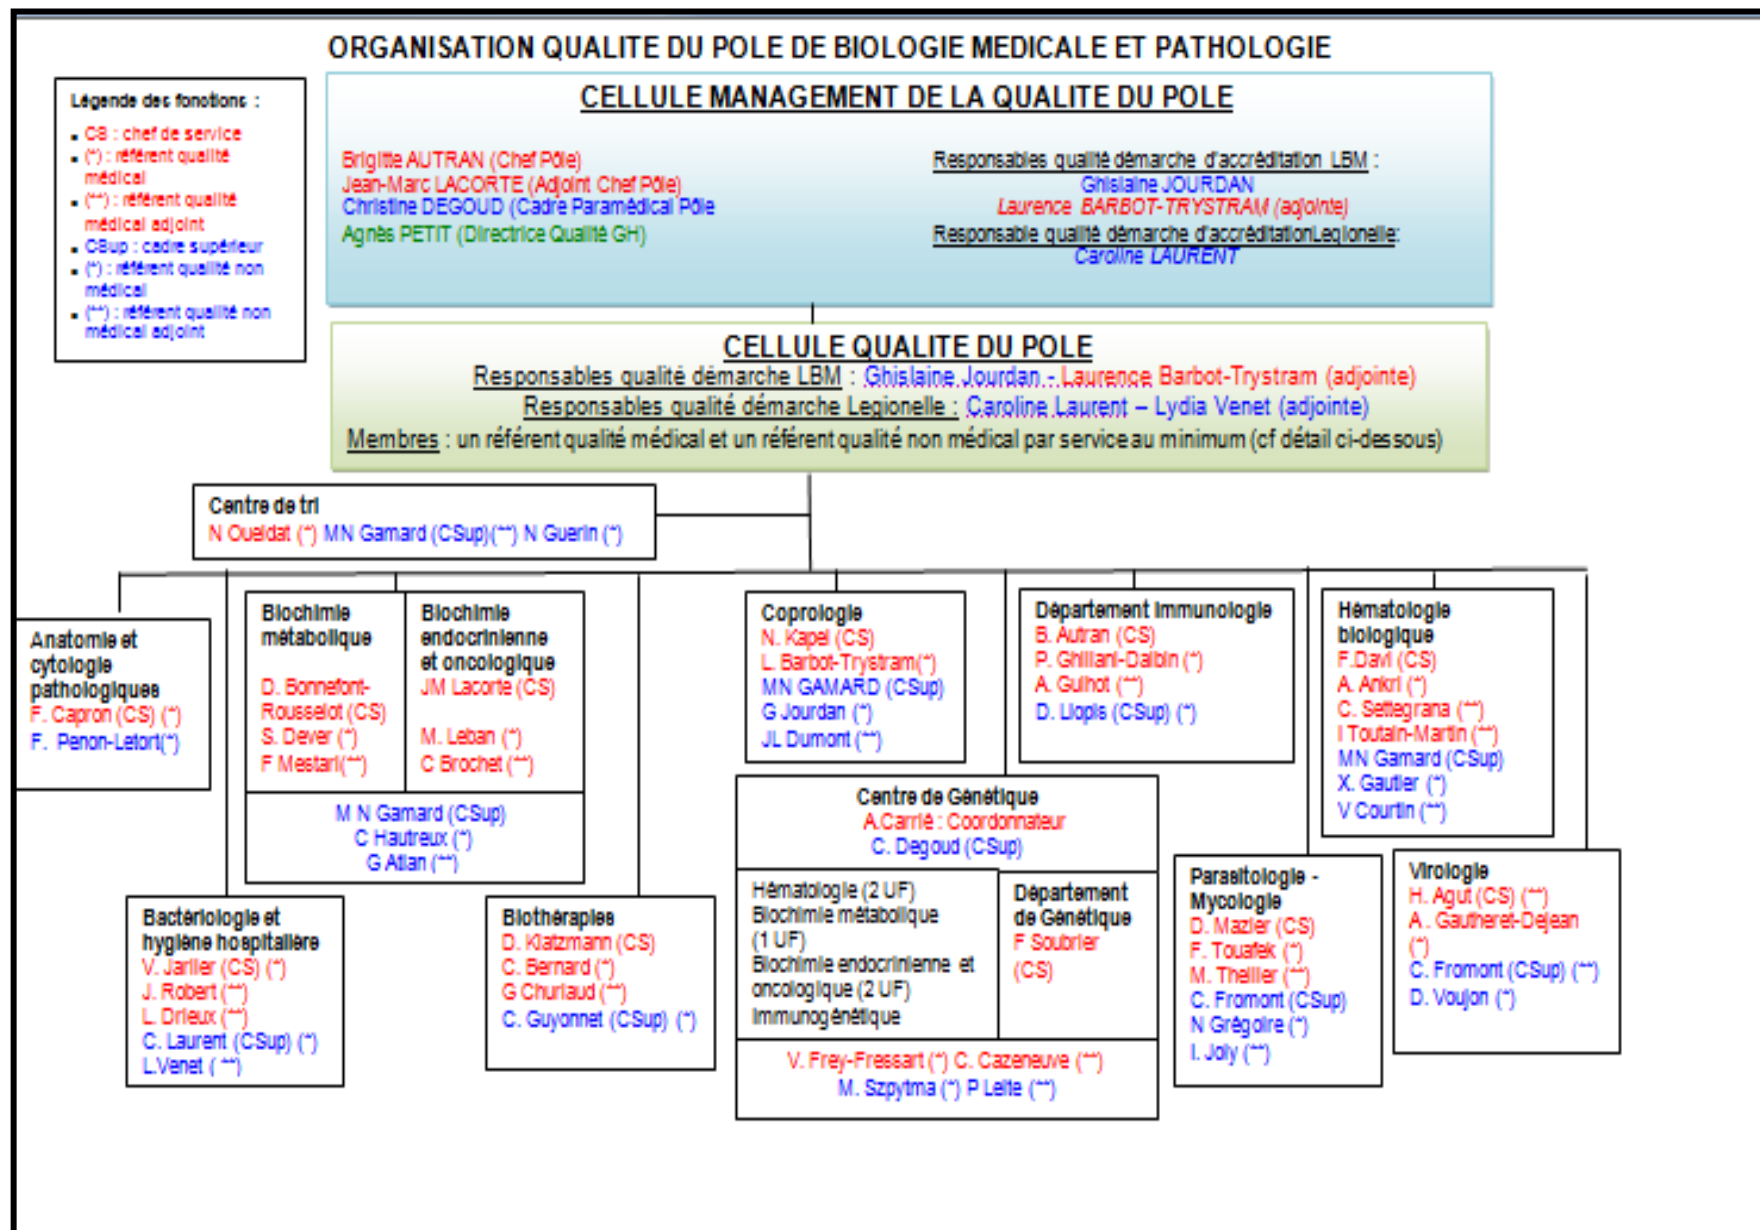 ORGANISATION QUALITE DU POLE DE BIOLOGIE MEDICALE ET PATHOLOGIE
Légende des fonctions :
CS : chef de service
(*) : référent qualité
médical
(**) : référent qualité
médical adjoint
CSup : cadre supérieur
(*) : référent qualité non
médical
(**) : référent qualité non
médical adjoint
CELLULE MANAGEMENT DE LA QUALITE DU POLE
Brigitte AUTRAN (Chef Pôle)
Jean-Marc LACORTE (Adjoint Chef Pôle)
Christine DEGOUD (Cadre Paramédical Pôle
Agnès PETIT (Directrice Qualité GH)
Responsables qualité démarche d'accréditation LBM :
Ghislaine JOURDAN
Laurence BARBOT-TRYSTRAM (adjointe)
Responsable qualité démarche d'accréditationLegionelle:
Caroline LAURENT
CELLULE QUALITE DU POLE
Responsables qualité démarche LBM : Ghislaine Jourdan - Laurence Barbot-Trystram (adjointe)
Responsables qualité démarche Legionelle : Caroline Laurent – Lydia Venet (adjointe)
Membres : un référent qualité médical et un référent qualité non médical par service au minimum (cf détail ci-dessous)
Centre de tri
N Oueidat (*) MN Gamard (CSup)(**) N Guerin (*)
Anatomie et
cytologie
pathologiques
F. Capron (CS) (*)
F. Penon-Letort(*)
Biochimie
métabolique
D. Bonnefont-
Rousselot (CS)
S. Dever (*)
F Mestari(**)
Biochimie
endocrinienne
et oncologique
JM Lacorte (CS)
M. Leban (*)
C Brochet (**)
M N Gamard (CSup)
C Hautreux (*)
G Atlan (**)
Coprologie
N. Kapel (CS)
L. Barbot-Trystram(*)
MN GAMARD (CSup)
G Jourdan (*)
JL Dumont (**)
Département Immunologie
B. Autran (CS)
P. Ghillani-Dalbin (*)
A. Guihot (**)
D. Llopis (CSup) (*)
Hématologie
biologique
F.Davi (CS)
A. Ankri (*)
C. Settegrana (**)
I Toutain-Martin (**)
MN Gamard (CSup)
X. Gautier (*)
V Courtin (**)
Centre de Génétique
A.Carrié : Coordonnateur
C. Degoud (CSup)
Hématologie (2 UF)
Biochimie métabolique
(1 UF)
Biochimie endocrinienne et
oncologique (2 UF)
Immunogénétique
Département
de Génétique
F Soubrier
(CS)
V. Frey-Fressart (*) C. Cazeneuve (**)
M. Szpytma (*) P Leite (**)
Bactériologie et
hygiène hospitalière
V. Jarlier (CS) (*)
J. Robert (**)
L. Drieux (**)
C. Laurent (CSup) (*)
L.Venet ( **)
Biothérapies
D. Klatzmann (CS)
C. Bernard (*)
G Churlaud (**)
C. Guyonnet (CSup) (*)
Parasitologie -
Mycologie
D. Mazier (CS)
F. Touafek (*)
M. Thellier (**)
C. Fromont (CSup)
N Grégoire (*)
I. Joly (**)
Virologie
H. Agut (CS) (**)
A.. Gautheret-Dejean
(*)
C. Fromont (CSup) (**)
D. Voujon (*)